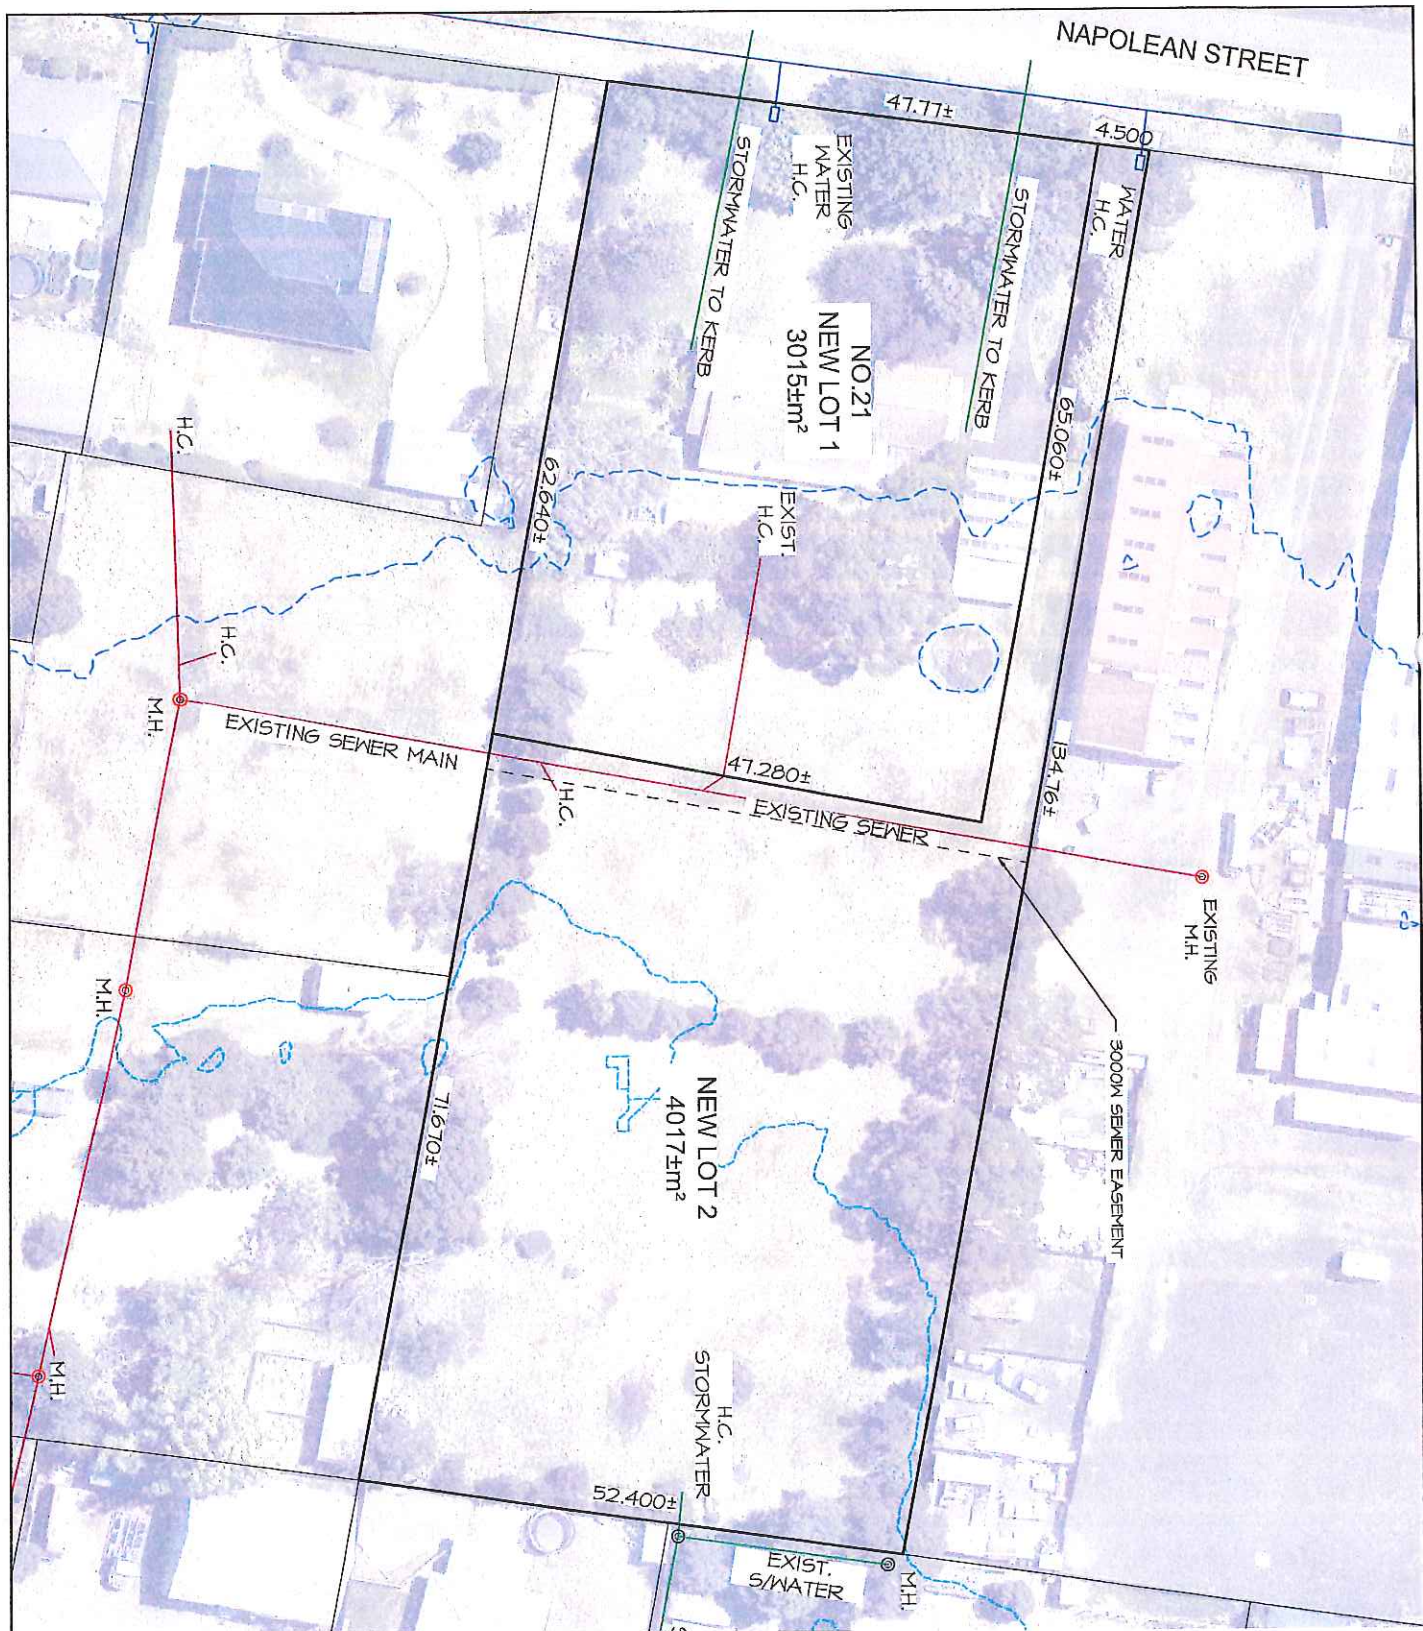 NAPOLEAN STREET
47.77±
4.500
EXISTING
WATER
H.C.
WATER
H.C.
STORMWATER TO KERB
STORMWATER TO KERB
NO.21
NEW LOT 1
3015±m²
65.060±
62.640±
EXIST.
H.C.
H.C.
H.C.
M.H.
EXISTING SEWER MAIN
47.280±
H.C.
EXISTING SEWER
134.76±
EXISTING
M.H.
3000W SEWER EASEMENT
M.H.
NEW LOT 2
4017±m²
71.670±
M.H.
H.C.
STORMWATER
52.400±
EXIST.
S/WATER
M.H.